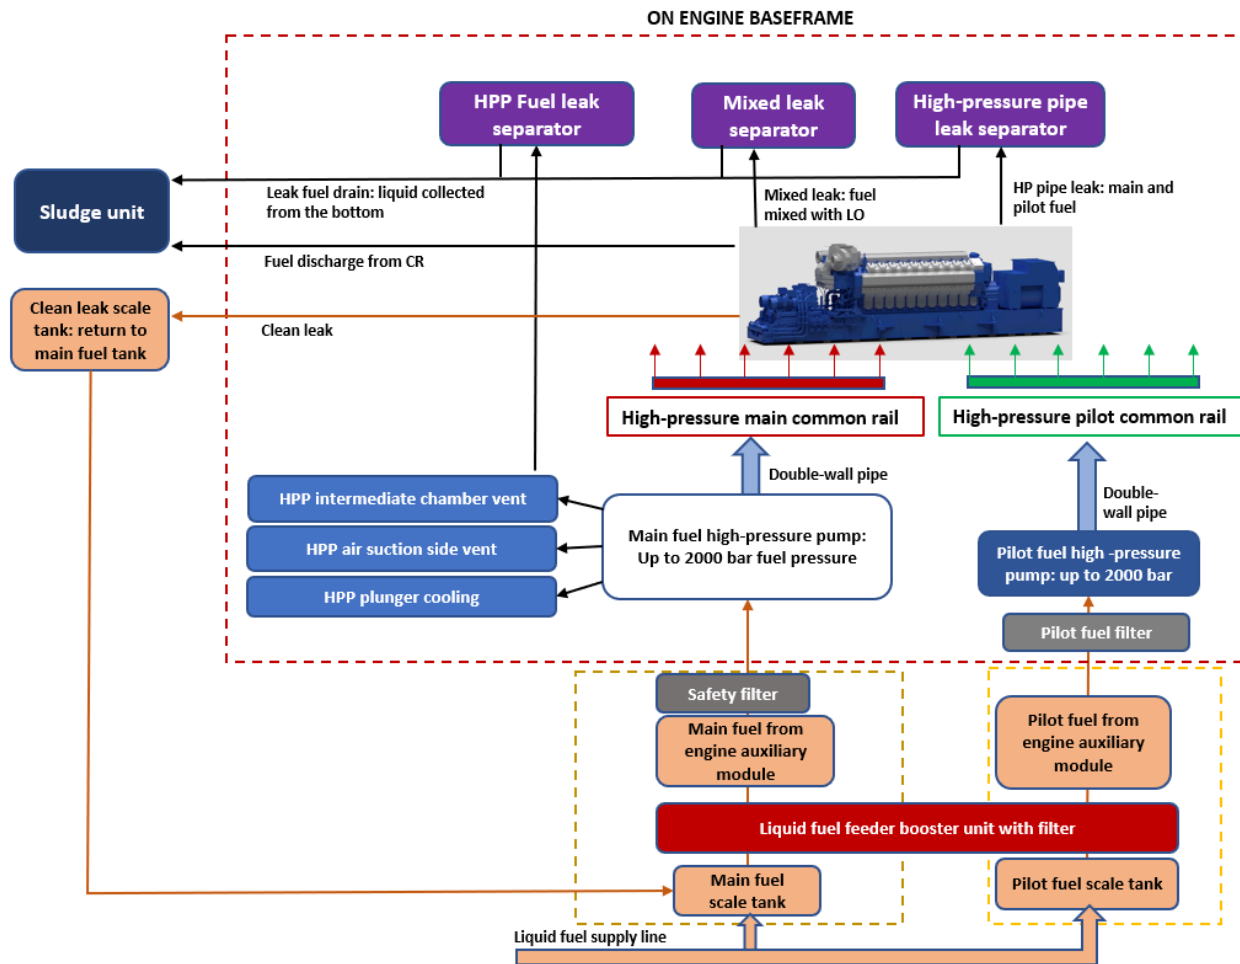 ON ENGINE BASEFRAME
HPP Fuel leak
separator
Mixed leak
separator
High-pressure pipe
leak separator
Sludge unit
Leak fuel drain: liquid collected
from the bottom
Mixed leak: fuel
mixed with LO
HP pipe leak: main and
pilot fuel
Fuel discharge from CR
Clean leak scale
tank: return to
main fuel tank
Clean leak
High-pressure main common rail
High-pressure pilot common rail
Double-wall pipe
Double-
wall pipe
HPP intermediate chamber vent
HPP air suction side vent
HPP plunger cooling
Main fuel high-pressure pump:
Up to 2000 bar fuel pressure
Pilot fuel high -pressure
pump: up to 2000 bar
Pilot fuel filter
Safety filter
Main fuel from
engine auxiliary
module
Pilot fuel from
engine auxiliary
module
Liquid fuel feeder booster unit with filter
Main fuel
scale tank
Pilot fuel scale tank
Liquid fuel supply line